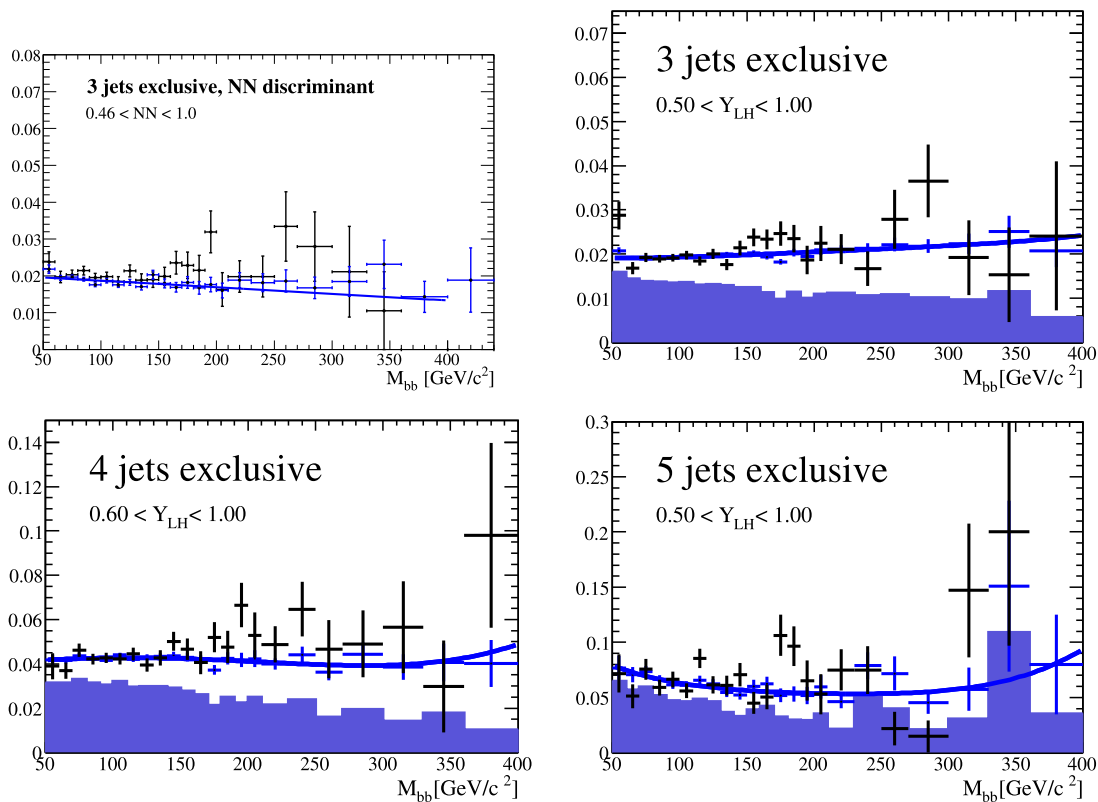 0.08
0.07
0.06
0.05
0.04
0.03
0.02
0.01
0
3 jets exclusive, NN discriminant
0.46 < NN < 1.0
50 100 150 200 250 300 350 400
M_bb [GeV/c²]
0.07
0.06
0.05
0.04
0.03
0.02
0.01
0
3 jets exclusive
0.50 < Y_LH < 1.00
50 100 150 200 250 300 350 400
M_bb [GeV/c ²]
0.14
0.12
0.1
0.08
0.06
0.04
0.02
0
4 jets exclusive
0.60 < Y_LH < 1.00
50 100 150 200 250 300 350 400
M_bb [GeV/c ²]
0.3
0.25
0.2
0.15
0.1
0.05
0
5 jets exclusive
0.50 < Y_LH < 1.00
50 100 150 200 250 300 350 400
M_bb [GeV/c ²]